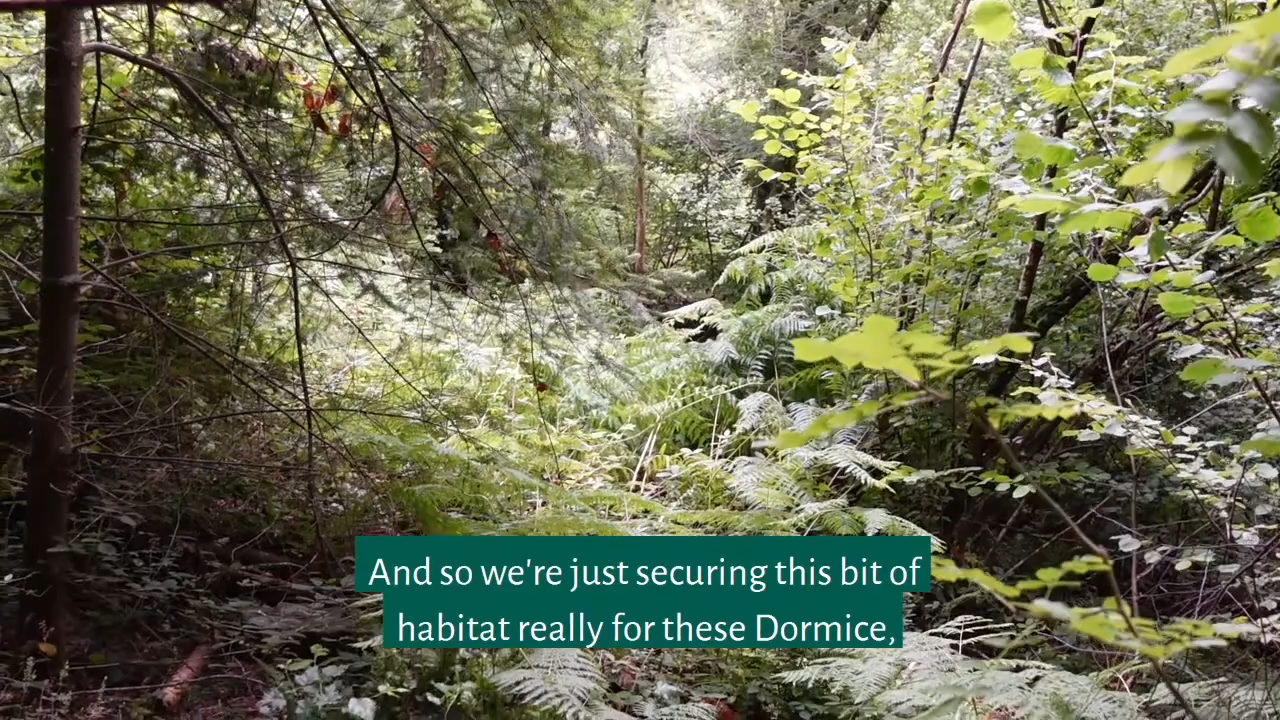 And so we're just securing this bit of
habitat really for these Dormice,